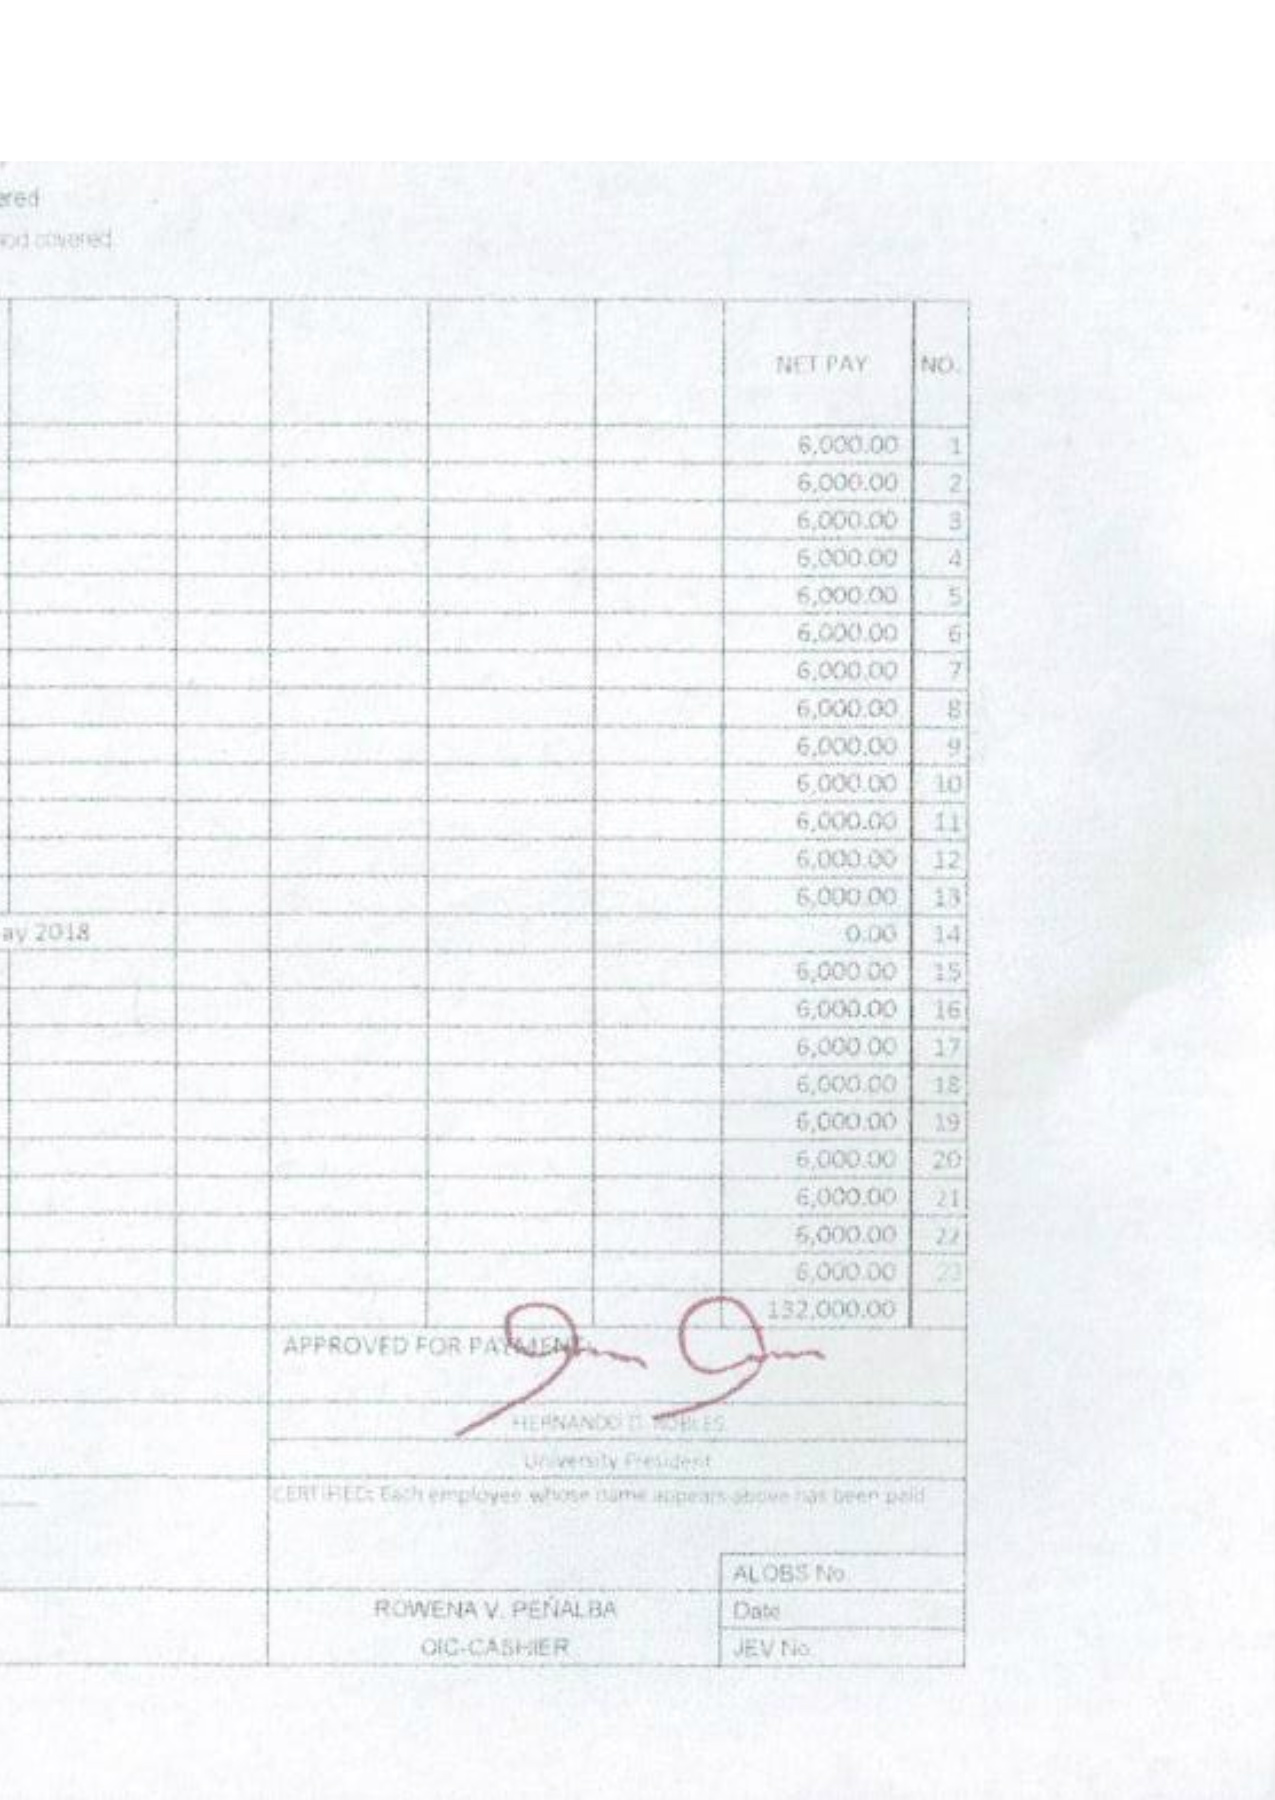 ered
covered
NET PAY NO.
6,000.00 1
6,000.00 2
6,000.00 3
6,000.00 4
6,000.00 5
6,000.00 6
6,000.00 7
6,000.00 8
6,000.00 9
6,000.00 10
6,000.00 11
6,000.00 12
6,000.00 13
ay 2018 0.00 14
6,000.00 15
6,000.00 16
6,000.00 17
6,000.00 18
6,000.00 19
6,000.00 20
6,000.00 21
6,000.00 22
6,000.00 23
132,000.00
APPROVED FOR PAYMENT:
HERNANDO D. ROBLES
University President
CERTIFIED: Each employee whose name appears above has been paid
ALOBS No.
ROWENA V. PEÑALBA Date
OIC-CASHIER JEV No.